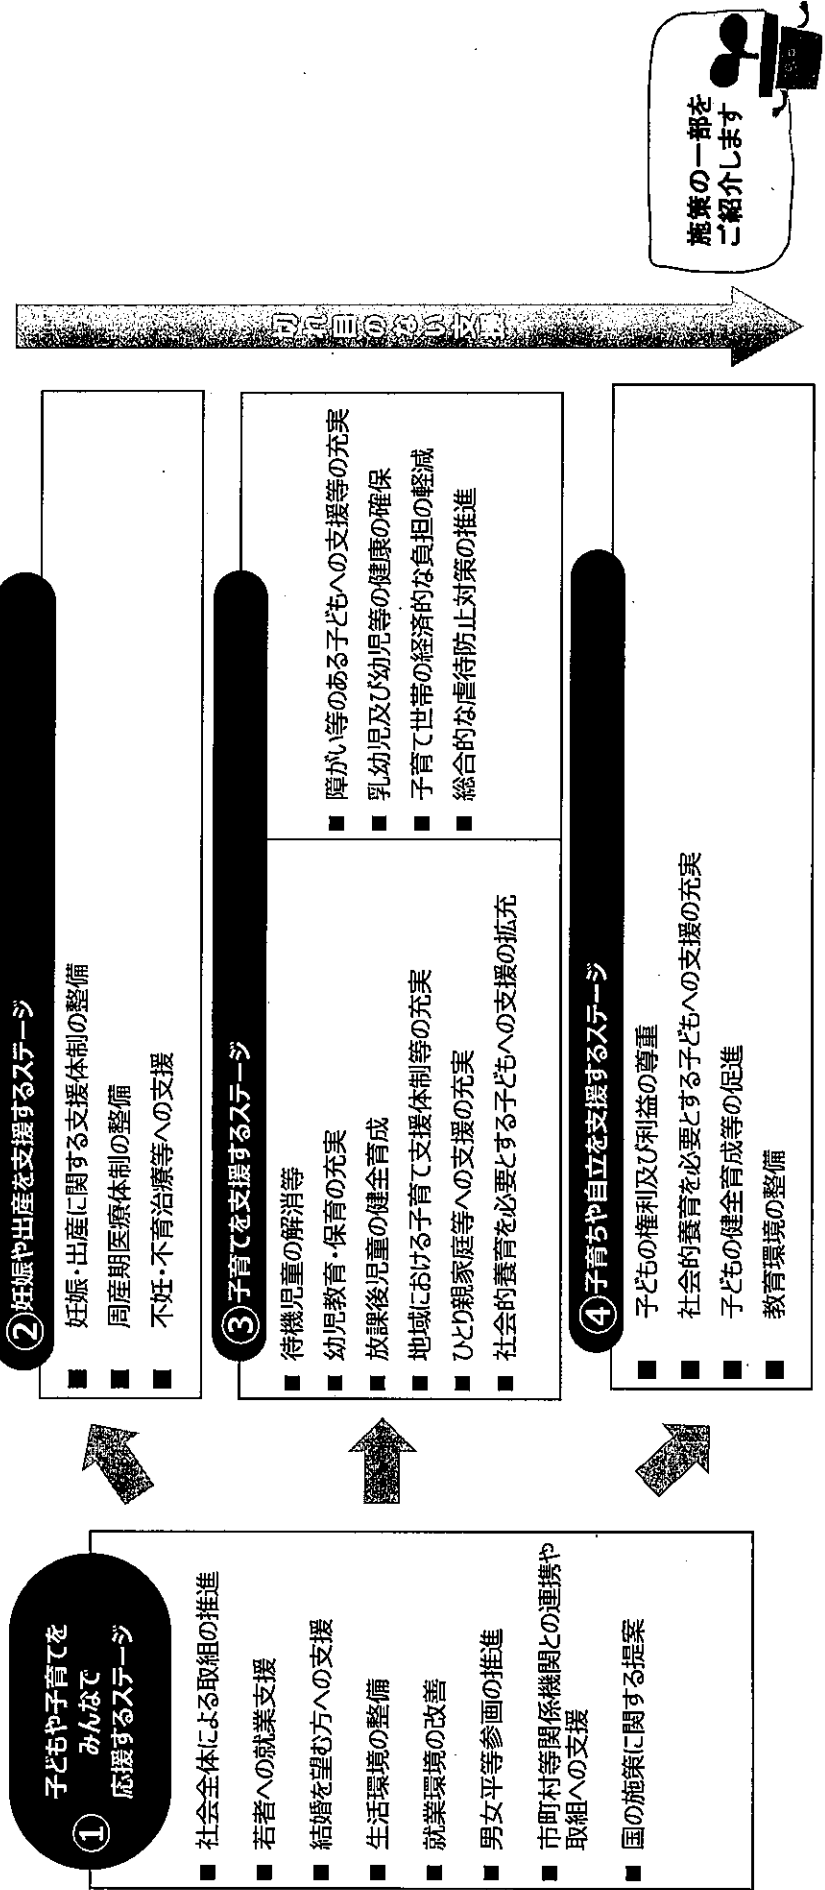 ① 子どもや子育てを
みんなで
応援するステージ
■ 社会全体による取組の推進
■ 若者への就業支援
■ 結婚を望む方への支援
■ 生活環境の整備
■ 就業環境の改善
■ 男女平等参画の推進
■ 市町村等関係機関との連携や
取組への支援
■ 国の施策に関する提案
②妊娠や出産を支援するステージ
■ 妊娠・出産に関する支援体制の整備
■ 周産期医療体制の整備
■ 不妊・不育治療等への支援
③子育てを支援するステージ
■ 待機児童の解消等
■ 幼児教育・保育の充実
■ 放課後児童の健全育成
■ 地域における子育て支援体制等の充実
■ ひとり親家庭等への支援の充実
■ 社会的養育を必要とする子どもへの支援の拡充
■ 障がい等のある子どもへの支援等の充実
■ 乳幼児及び幼児等の健康の確保
■ 子育て世帯の経済的な負担の軽減
■ 総合的な虐待防止対策の推進
④子育ちや自立を支援するステージ
■ 子どもの権利及び利益の尊重
■ 社会的養育を必要とする子どもへの支援の充実
■ 子どもの健全育成等の促進
■ 教育環境の整備
切れ目のない支援
施策の一部を
ご紹介します